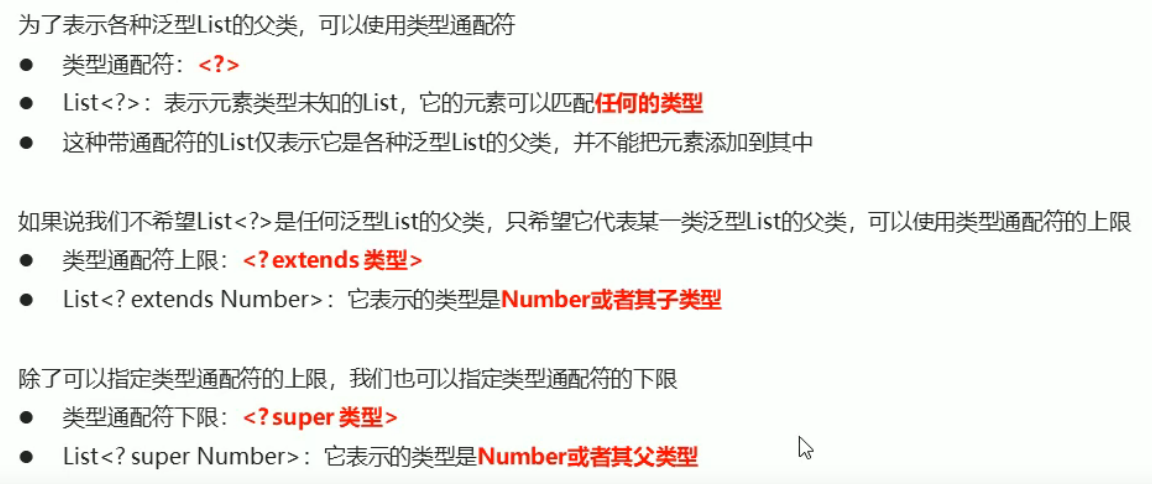 为了表示各种泛型List的父类，可以使用类型通配符
● 类型通配符：<?>
● List<?>：表示元素类型未知的List，它的元素可以匹配任何的类型
● 这种带通配符的List仅表示它是各种泛型List的父类，并不能把元素添加到其中
如果说我们不希望List<?>是任何泛型List的父类，只希望它代表某一类泛型List的父类，可以使用类型通配符的上限
● 类型通配符上限：<? extends 类型>
● List<? extends Number>：它表示的类型是Number或者其子类型
除了可以指定类型通配符的上限，我们也可以指定类型通配符的下限
● 类型通配符下限：<? super 类型>
● List<? super Number>：它表示的类型是Number或者其父类型